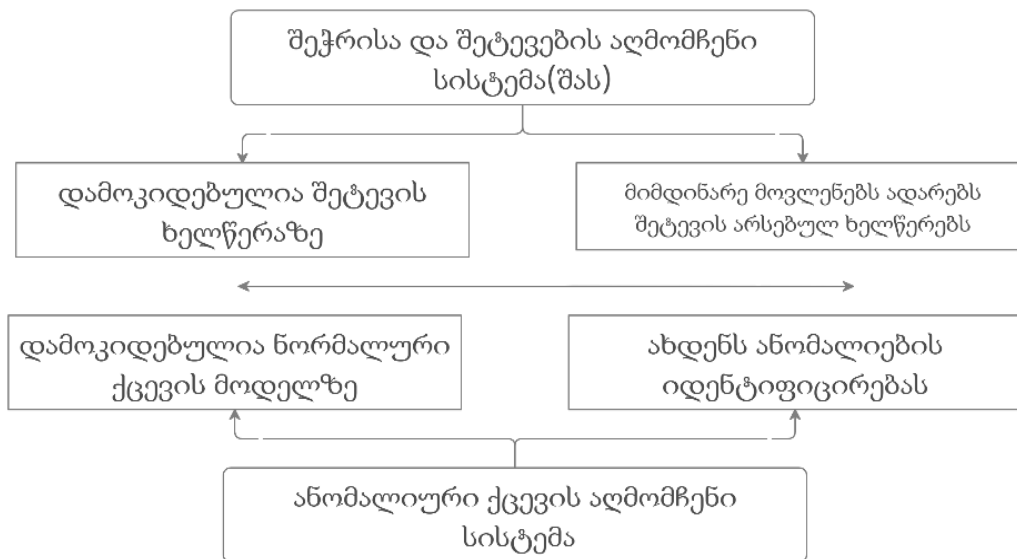 შეჭრისა და შეტევების აღმომჩენი
სისტემა(შას)
დამოკიდებულია შეტევის
ხელწერაზე
მიმდინარე მოვლენებს ადარებს
შეტევის არსებულ ხელწერებს
დამოკიდებულია ნორმალური
ქცევის მოდელზე
ახდენს ანომალიების
იდენტიფიცირებას
ანომალიური ქცევის აღმომჩენი
სისტემა